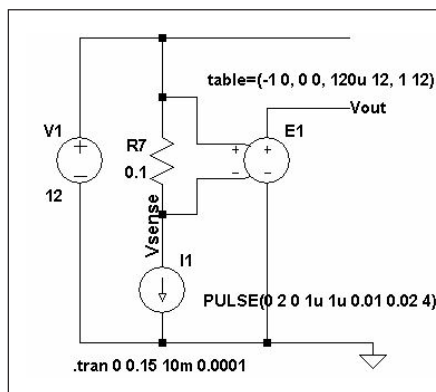 table=(-1 0, 0 0, 120u 12, 1 12)
Vout
V1
R7
E1
0.1
12
Vsense
I1
PULSE(0 2 0 1u 1u 0.01 0.02 4)
.tran 0 0.15 10m 0.0001